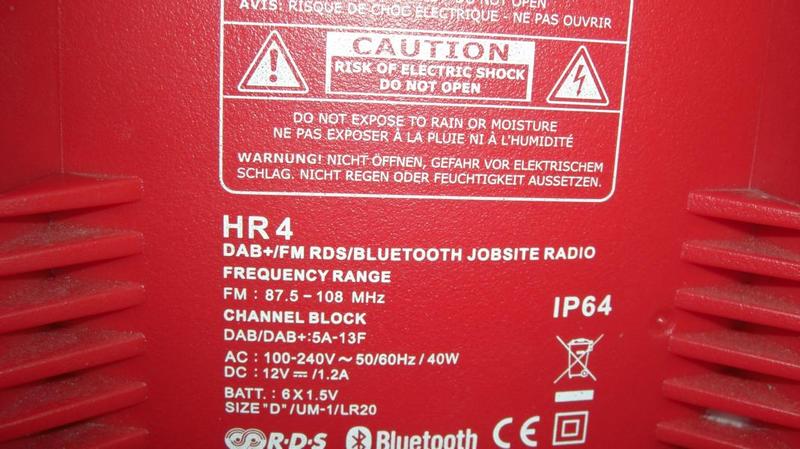 DO NOT OPEN
AVIS: RISQUE DE CHOC ÉLECTRIQUE - NE PAS OUVRIR
CAUTION
RISK OF ELECTRIC SHOCK
DO NOT OPEN
DO NOT EXPOSE TO RAIN OR MOISTURE
NE PAS EXPOSER À LA PLUIE NI À L'HUMIDITÉ
WARNUNG! NICHT ÖFFNEN, GEFAHR VOR ELEKTRISCHEM
SCHLAG. NICHT REGEN ODER FEUCHTIGKEIT AUSSETZEN.
HR4
DAB+/FM RDS/BLUETOOTH JOBSITE RADIO
FREQUENCY RANGE
FM : 87.5 – 108 MHz
CHANNEL BLOCK
DAB/DAB+:5A-13F
AC : 100-240V ~ 50/60Hz / 40W
DC : 12V ⎓ /1.2A
BATT. : 6 X 1.5V
SIZE "D" /UM-1/LR20
IP64
R·D·S Bluetooth CE